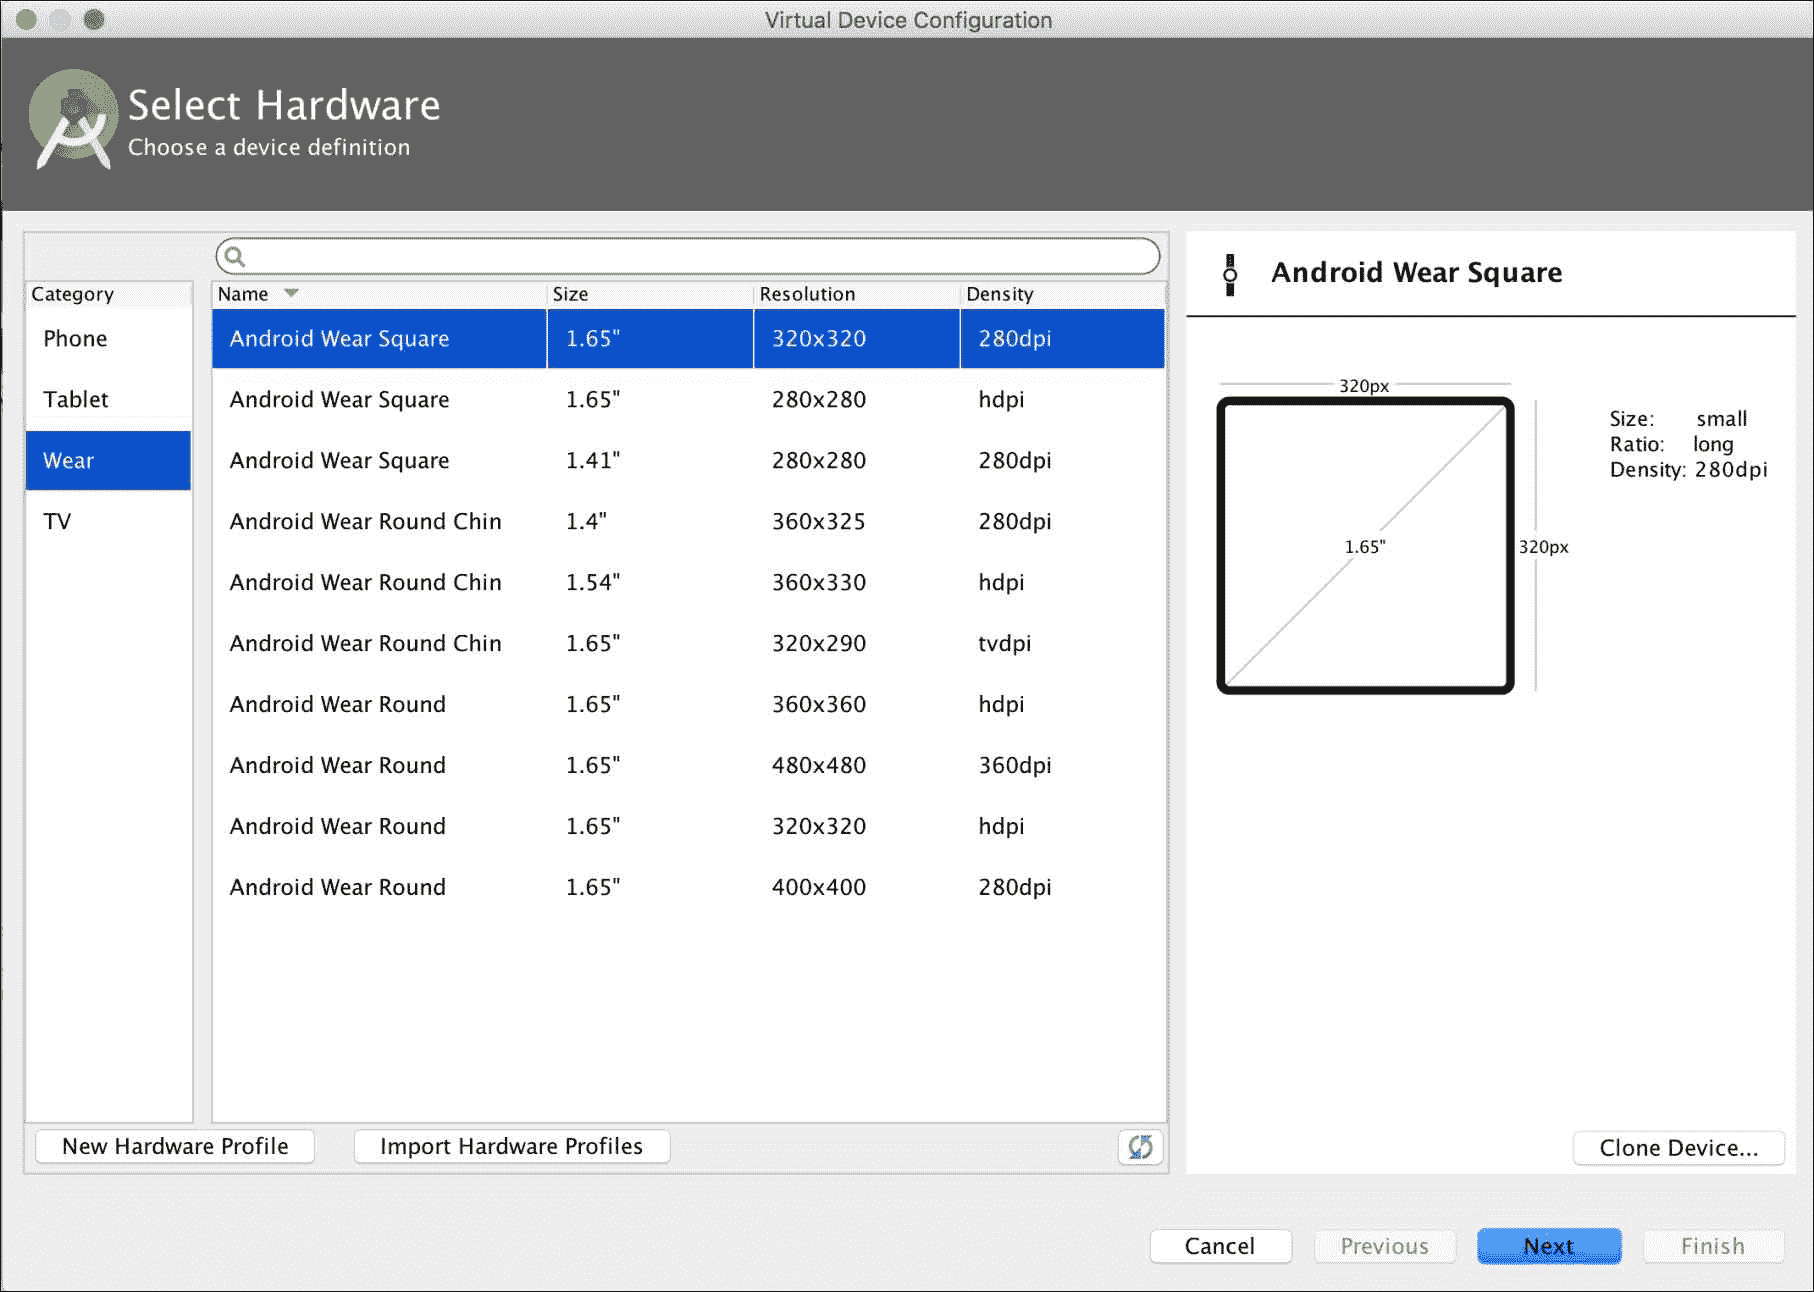 Virtual Device Configuration
Select Hardware
Choose a device definition
Category
Phone
Tablet
Wear
TV
Name Size Resolution Density
Android Wear Square 1.65" 320x320 280dpi
Android Wear Square 1.65" 280x280 hdpi
Android Wear Square 1.41" 280x280 280dpi
Android Wear Round Chin 1.4" 360x325 280dpi
Android Wear Round Chin 1.54" 360x330 hdpi
Android Wear Round Chin 1.65" 320x290 tvdpi
Android Wear Round 1.65" 360x360 hdpi
Android Wear Round 1.65" 480x480 360dpi
Android Wear Round 1.65" 320x320 hdpi
Android Wear Round 1.65" 400x400 280dpi
New Hardware Profile Import Hardware Profiles
Android Wear Square
320px
1.65"
320px
Size: small
Ratio: long
Density: 280dpi
Clone Device...
Cancel Previous Next Finish